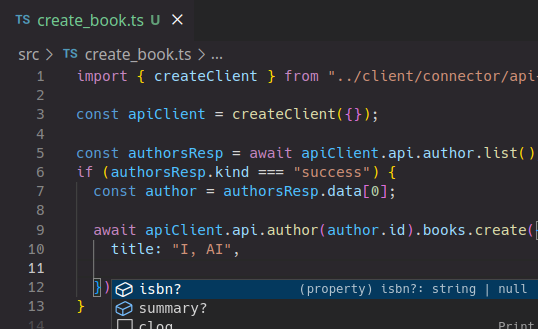 TS create_book.ts U ×
src > TS create_book.ts > ...
1 import { createClient } from "../client/connector/api-
2
3 const apiClient = createClient({});
4
5 const authorsResp = await apiClient.api.author.list()
6 if (authorsResp.kind === "success") {
7 const author = authorsResp.data[0];
8
9 await apiClient.api.author(author.id).books.create({
10 title: "I, AI",
11
12 }) isbn? (property) isbn?: string | null
13 } summary?
14 clog Print